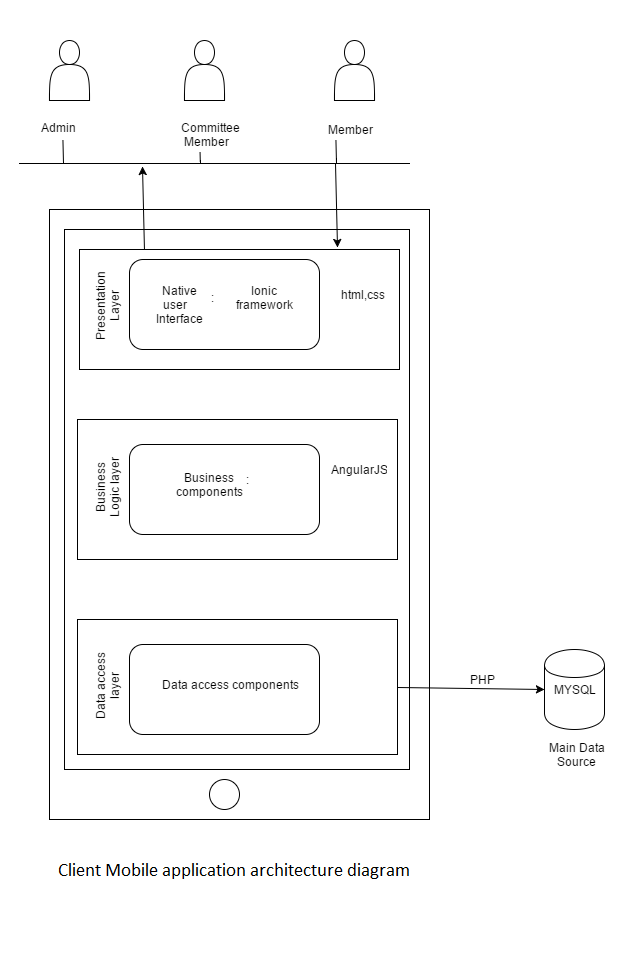 Admin
Committee
Member
Member
Presentation
Layer
Native
user
Interface
:
Ionic
framework
html,css
Business
Logic layer
Business
components
:
AngularJS
Data access
layer
Data access components
PHP
MYSQL
Main Data
Source
Client Mobile application architecture diagram